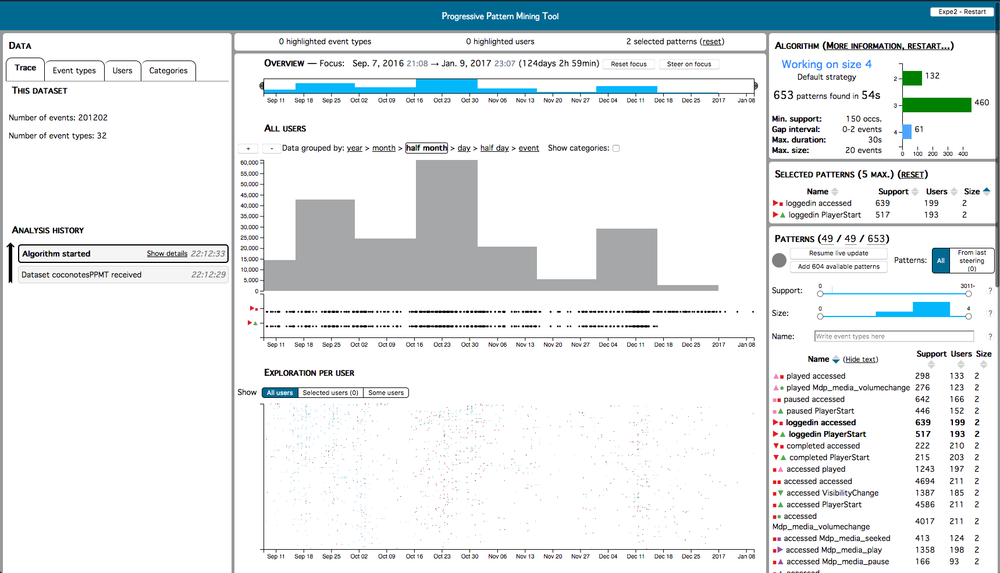 Progressive Pattern Mining Tool
Expe2 - Restart
DATA
Trace
Event types
Users
Categories
THIS DATASET
Number of events: 201202
Number of event types: 32
ANALYSIS HISTORY
Algorithm started Show details 22:12:33
Dataset coconotesPPMT received 22:12:29
0 highlighted event types
0 highlighted users
2 selected patterns (reset)
OVERVIEW — Focus: Sep. 7, 2016 21:08 → Jan. 9, 2017 23:07 (124days 2h 59min)
Reset focus
Steer on focus
Sep 11 Sep 18 Sep 25 Oct 02 Oct 09 Oct 16 Oct 23 Oct 30 Nov 06 Nov 13 Nov 20 Nov 27 Dec 04 Dec 11 Dec 18 Dec 25 2017 Jan 08
ALL USERS
+ - Data grouped by: year > month > half month > day > half day > event Show categories:
60,000
55,000
50,000
45,000
40,000
35,000
30,000
25,000
20,000
15,000
10,000
5,000
0
Sep 11 Sep 18 Sep 25 Oct 02 Oct 09 Oct 16 Oct 23 Oct 30 Nov 06 Nov 13 Nov 20 Nov 27 Dec 04 Dec 11 Dec 18 Dec 25 2017 Jan 08
EXPLORATION PER USER
Show All users Selected users (0) Some users
Sep 11 Sep 18 Sep 25 Oct 02 Oct 09 Oct 16 Oct 23 Oct 30 Nov 06 Nov 13 Nov 20 Nov 27 Dec 04 Dec 11 Dec 18 Dec 25 2017 Jan 08
ALGORITHM (MORE INFORMATION, RESTART...)
Working on size 4
Default strategy
653 patterns found in 54s
Min. support: 150 occs.
Gap interval: 0-2 events
Max. duration: 30s
Max. size: 20 events
2 132
3 460
4 61
0 100 200 300 400
SELECTED PATTERNS (5 MAX.) (RESET)
Name Support Users Size
loggedin accessed 639 199 2
loggedin PlayerStart 517 193 2
PATTERNS (49 / 49 / 653)
Resume live update
Add 604 available patterns
Patterns: All
From last
steering
(0)
Support: 0 ?
Size: 0 4 ?
Name: Write event types here ?
Name (Hide text) Support Users Size
played accessed 298 133 2
played Mdp_media_volumechange 276 123 2
paused accessed 642 166 2
paused PlayerStart 446 152 2
loggedin accessed 639 199 2
loggedin PlayerStart 517 193 2
completed accessed 222 210 2
completed PlayerStart 215 203 2
accessed played 1243 197 2
accessed accessed 4694 211 2
accessed VisibilityChange 1387 185 2
accessed PlayerStart 4586 211 2
accessed
Mdp_media_volumechange 4017 211 2
accessed Mdp_media_seeked 413 124 2
accessed Mdp_media_play 1358 198 2
accessed Mdp_media_pause 166 93 2
accessed